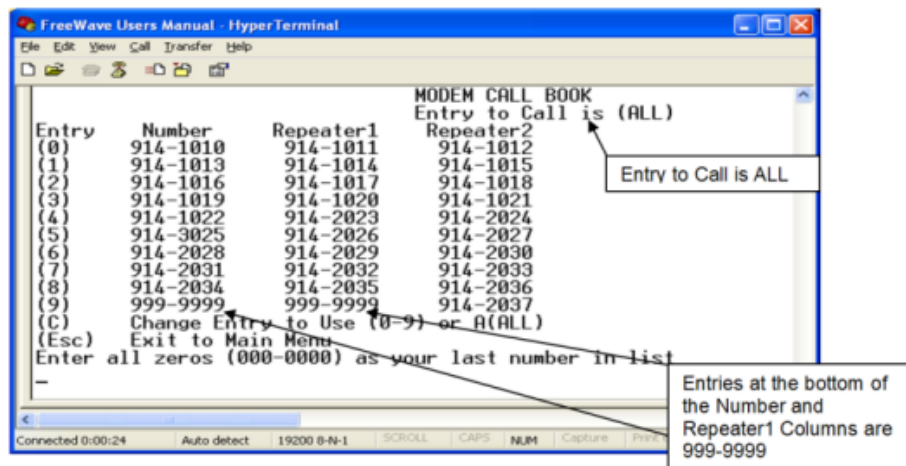 FreeWave Users Manual - HyperTerminal
File Edit View Call Transfer Help
MODEM CALL BOOK
Entry to Call is (ALL)
Entry Number Repeater1 Repeater2
(0) 914-1010 914-1011 914-1012
(1) 914-1013 914-1014 914-1015
(2) 914-1016 914-1017 914-1018
(3) 914-1019 914-1020 914-1021
(4) 914-1022 914-2023 914-2024
(5) 914-3025 914-2026 914-2027
(6) 914-2028 914-2029 914-2030
(7) 914-2031 914-2032 914-2033
(8) 914-2034 914-2035 914-2036
(9) 999-9999 999-9999 914-2037
(C) Change Entry to Use (0-9) or A(ALL)
(Esc) Exit to Main Menu
Enter all zeros (000-0000) as your last number in list
Entry to Call is ALL
Entries at the bottom of
the Number and
Repeater1 Columns are
999-9999
Connected 0:00:24 Auto detect 19200 8-N-1 SCROLL CAPS NUM Capture Print